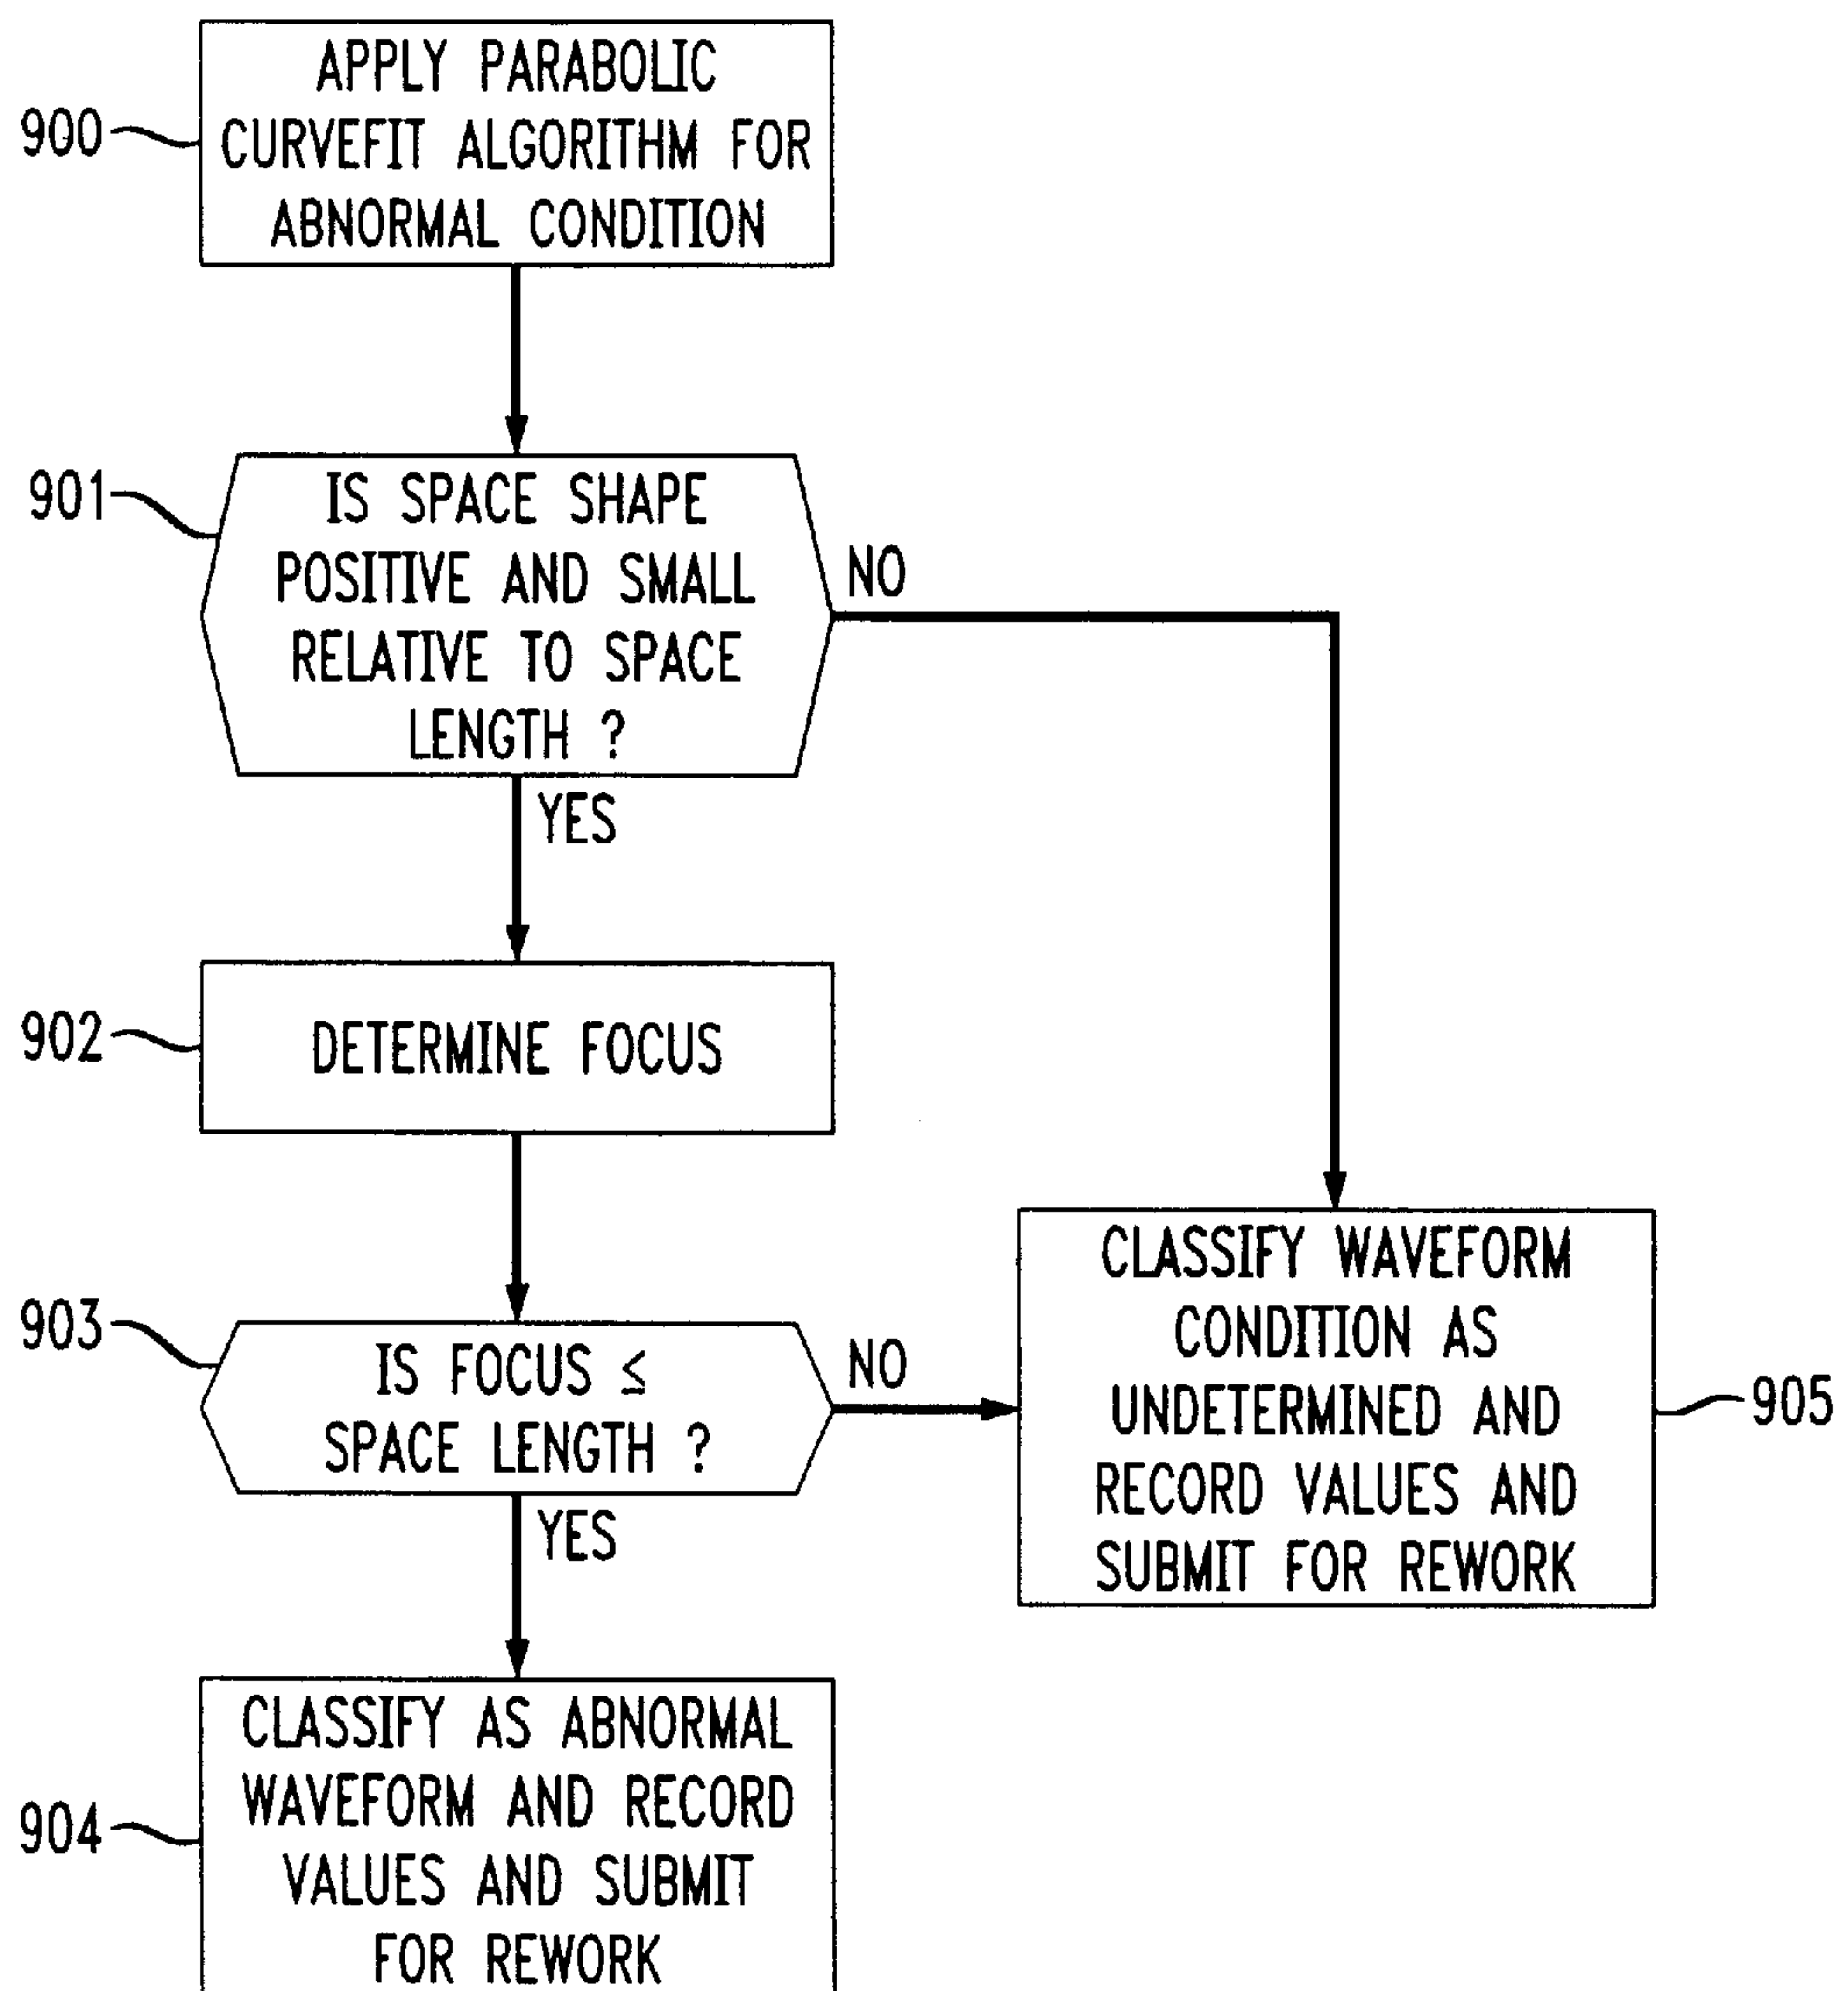 900
APPLY PARABOLIC
CURVEFIT ALGORITHM FOR
ABNORMAL CONDITION
901
IS SPACE SHAPE
POSITIVE AND SMALL
RELATIVE TO SPACE
LENGTH ?
NO
YES
902
DETERMINE FOCUS
903
IS FOCUS ≤
SPACE LENGTH ?
NO
YES
CLASSIFY WAVEFORM
CONDITION AS
UNDETERMINED AND
RECORD VALUES AND
SUBMIT FOR REWORK
905
904
CLASSIFY AS ABNORMAL
WAVEFORM AND RECORD
VALUES AND SUBMIT
FOR REWORK